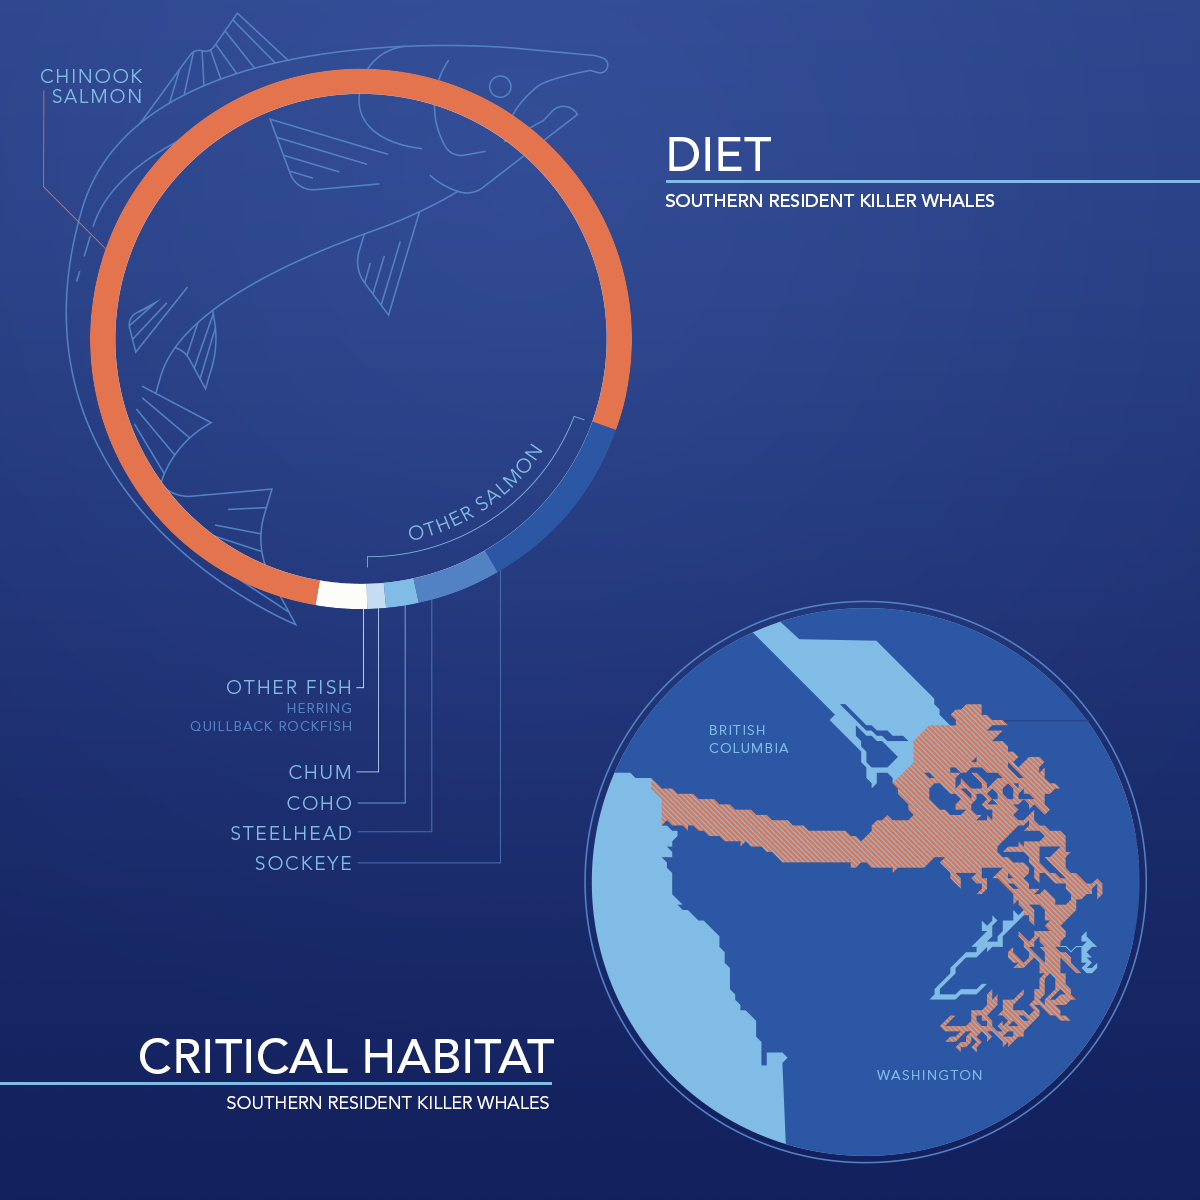 CHINOOK
SALMON
DIET
SOUTHERN RESIDENT KILLER WHALES
OTHER SALMON
OTHER FISH
HERRING
QUILLBACK ROCKFISH
CHUM
COHO
STEELHEAD
SOCKEYE
BRITISH
COLUMBIA
WASHINGTON
CRITICAL HABITAT
SOUTHERN RESIDENT KILLER WHALES